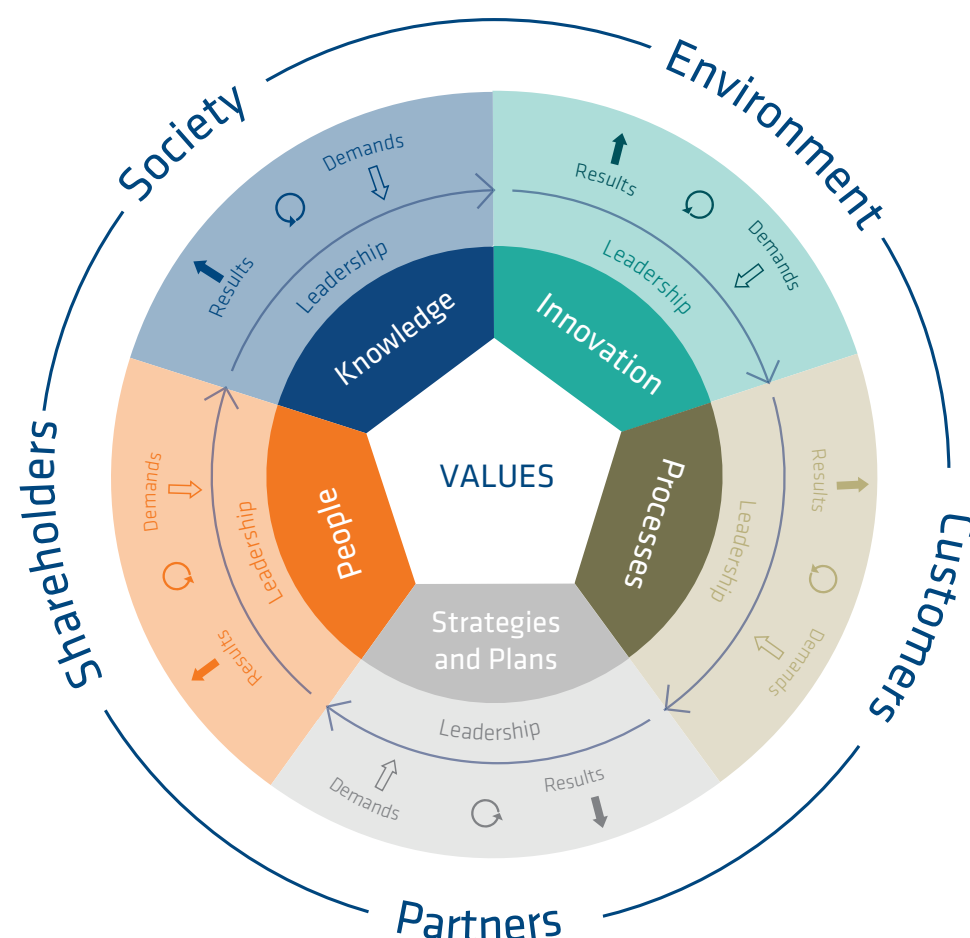 Society
Environment
Customers
Partners
Shareholders
Demands
Results
Leadership
Knowledge
Results
Demands
Leadership
Innovation
Results
Demands
Leadership
Processes
Results
Demands
Leadership
Strategies
and Plans
Demands
Results
Leadership
People
VALUES